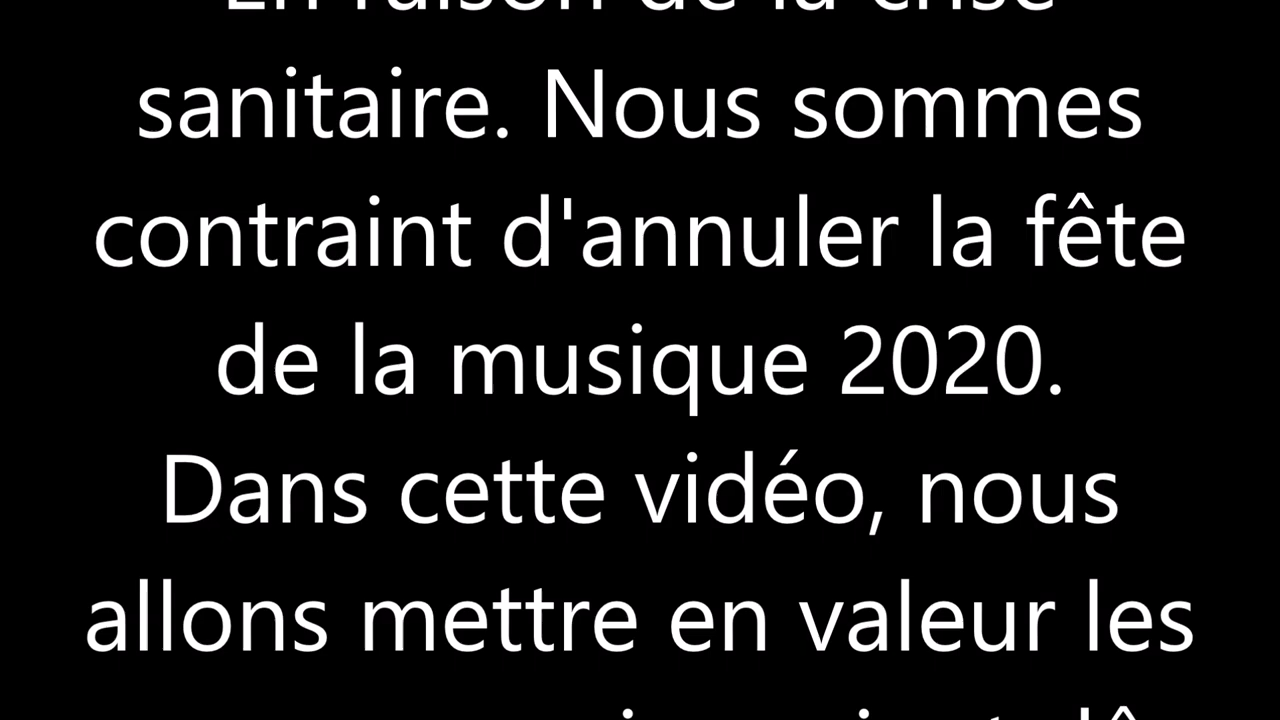 En raison de la crise
sanitaire. Nous sommes
contraint d'annuler la fête
de la musique 2020.
Dans cette vidéo, nous
allons mettre en valeur les